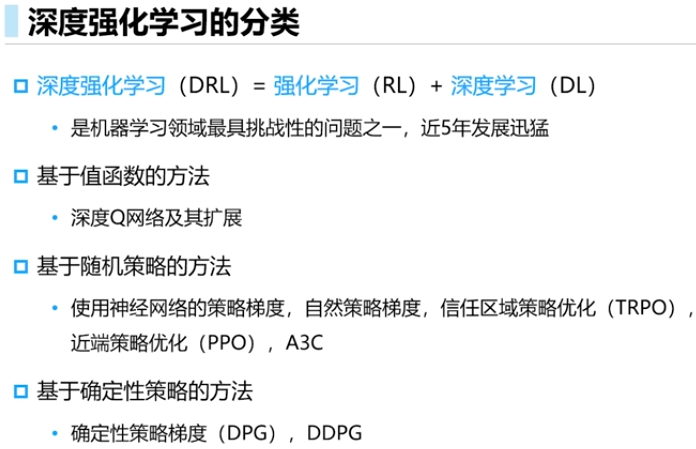 深度强化学习的分类
深度强化学习（DRL）= 强化学习（RL）+ 深度学习（DL）
是机器学习领域最具挑战性的问题之一，近5年发展迅猛
基于值函数的方法
深度Q网络及其扩展
基于随机策略的方法
使用神经网络的策略梯度，自然策略梯度，信任区域策略优化（TRPO），
近端策略优化（PPO），A3C
基于确定性策略的方法
确定性策略梯度（DPG），DDPG